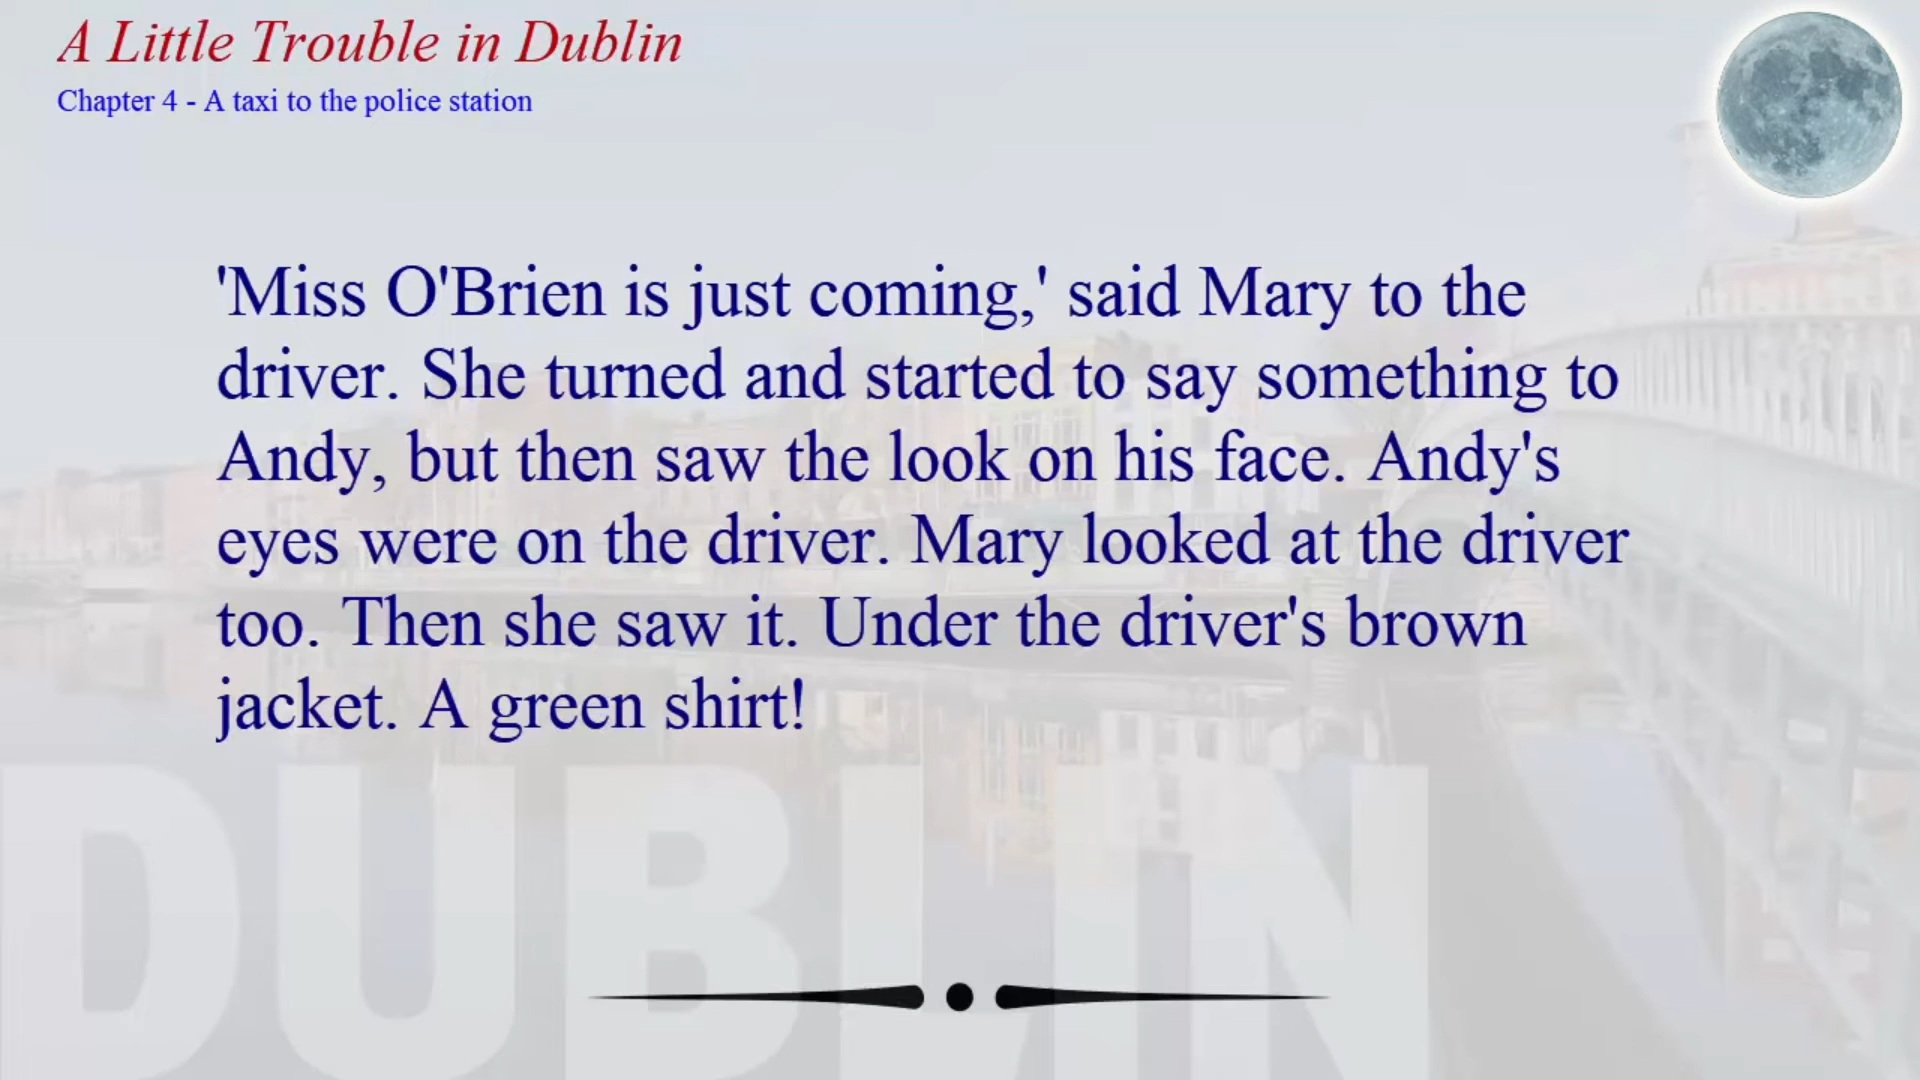 A Little Trouble in Dublin
Chapter 4 - A taxi to the police station
'Miss O'Brien is just coming,' said Mary to the
driver. She turned and started to say something to
Andy, but then saw the look on his face. Andy's
eyes were on the driver. Mary looked at the driver
too. Then she saw it. Under the driver's brown
jacket. A green shirt!
DUBLIN